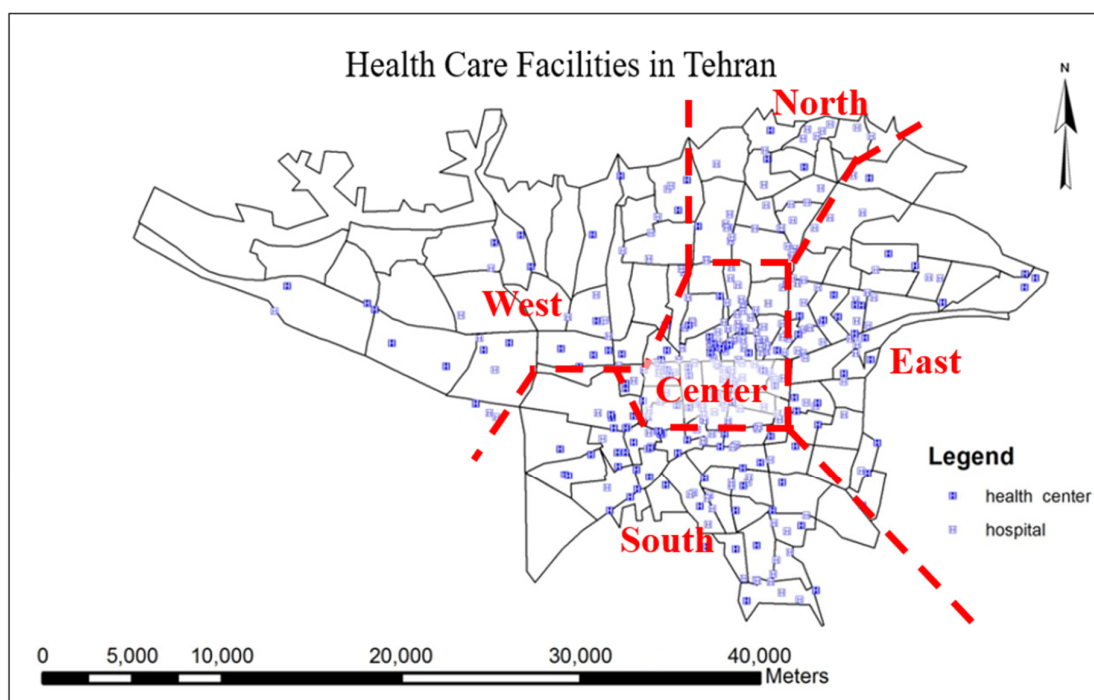 Health Care Facilities in Tehran
N
North
West
Center
East
South
Legend
health center
hospital
0 5,000 10,000 20,000 30,000 40,000
Meters